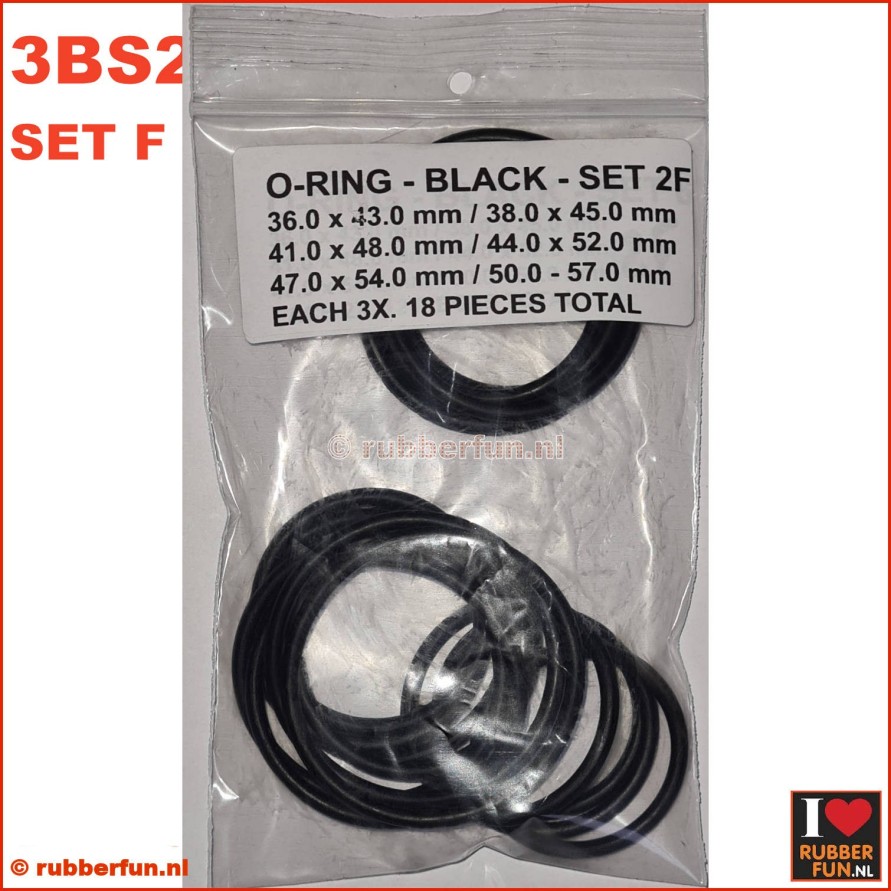 3BS2
SET F
O-RING - BLACK - SET 2F
36.0 x 43.0 mm / 38.0 x 45.0 mm
41.0 x 48.0 mm / 44.0 x 52.0 mm
47.0 x 54.0 mm / 50.0 - 57.0 mm
EACH 3X. 18 PIECES TOTAL
© rubberfun.nl
© rubberfun.nl
I
RUBBER
FUN.NL